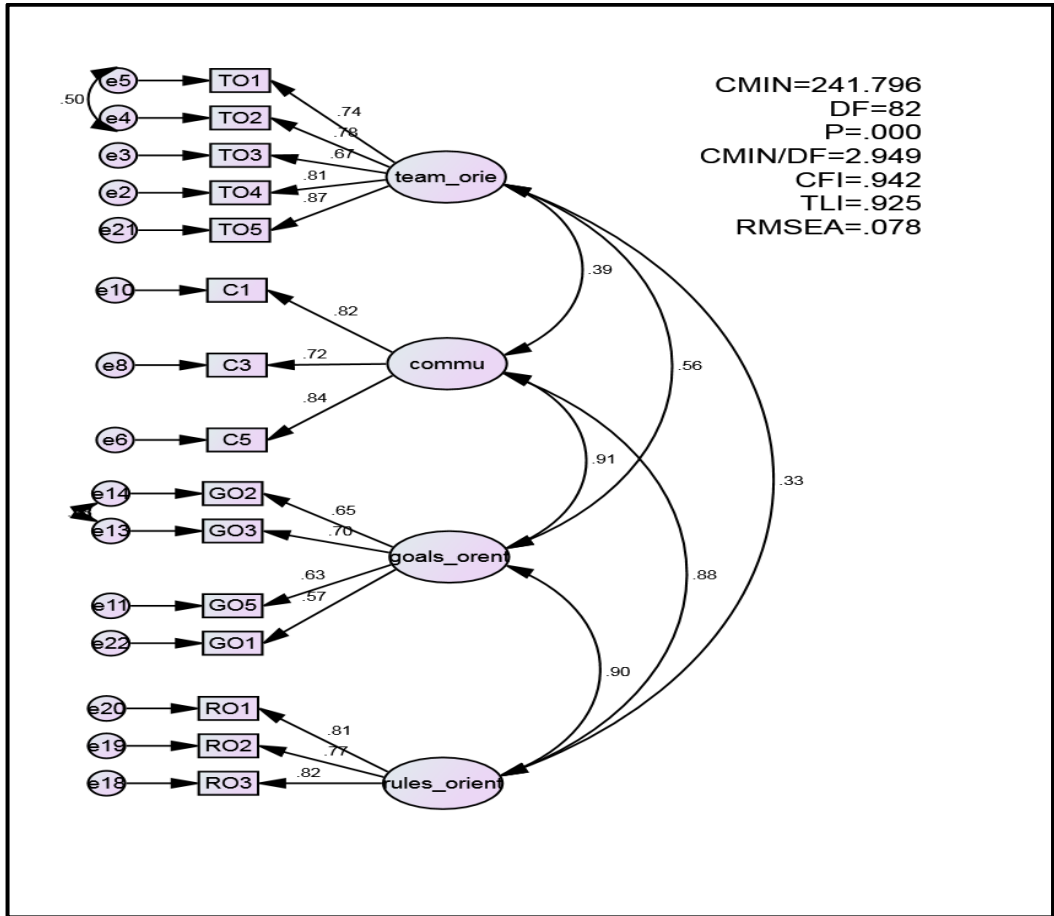 CMIN=241.796
DF=82
P=.000
CMIN/DF=2.949
CFI=.942
TLI=.925
RMSEA=.078
e5
TO1
.74
.50
e4
TO2
.78
e3
TO3
.67
team_orie
e2
TO4
.81
e21
TO5
.87
.39
e10
C1
.82
e8
C3
.72
commu
.56
e6
C5
.84
.91
.33
e14
GO2
.65
e13
GO3
.70
goals_orent
e11
GO5
.63
.88
e22
GO1
.57
.90
e20
RO1
.81
e19
RO2
.77
e18
RO3
.82
rules_orient